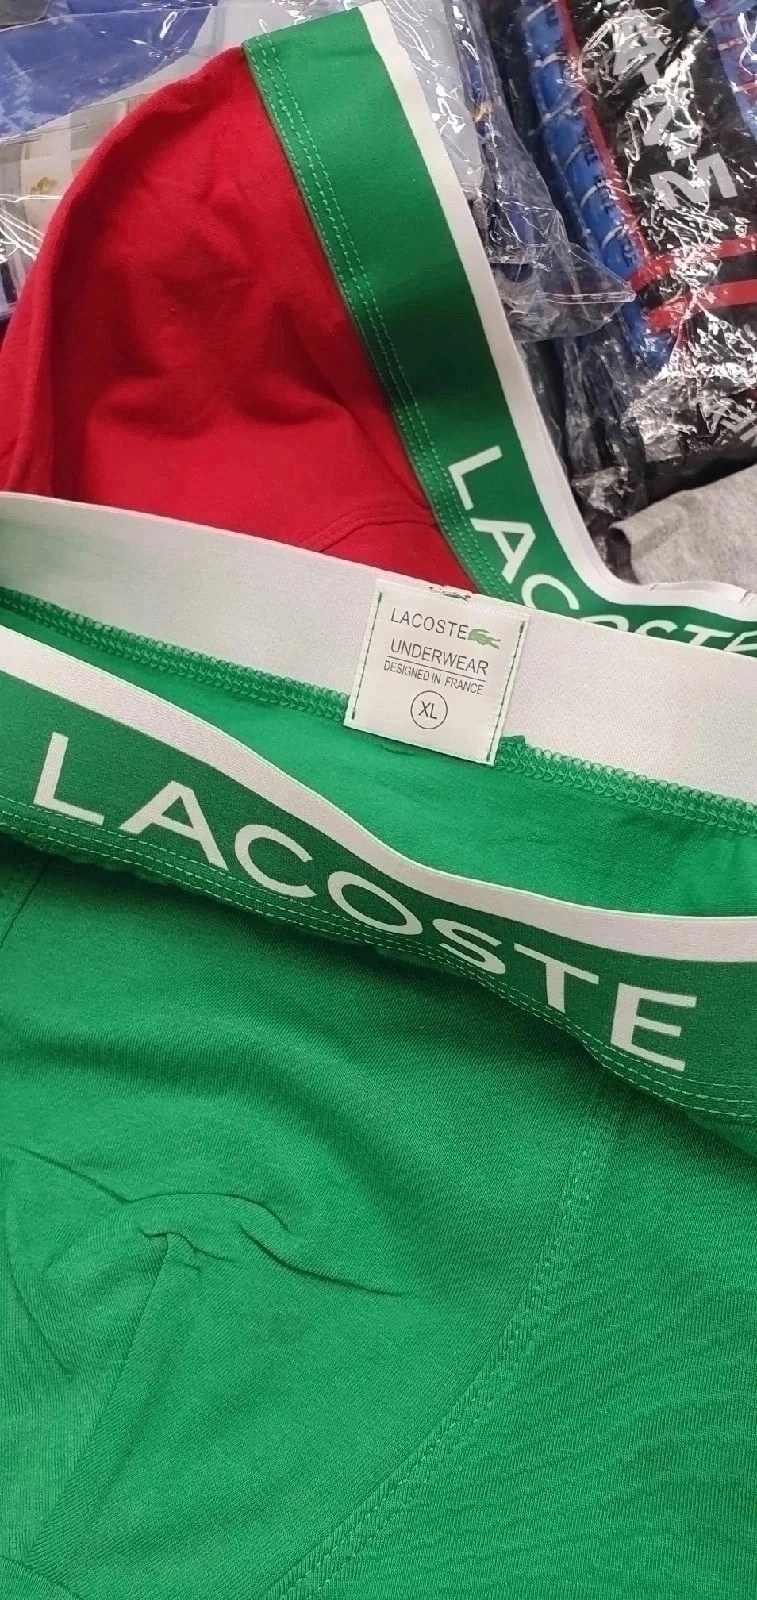 LACOSTE
LACOSTE
UNDERWEAR
DESIGNED IN FRANCE
XL
LACOSTE